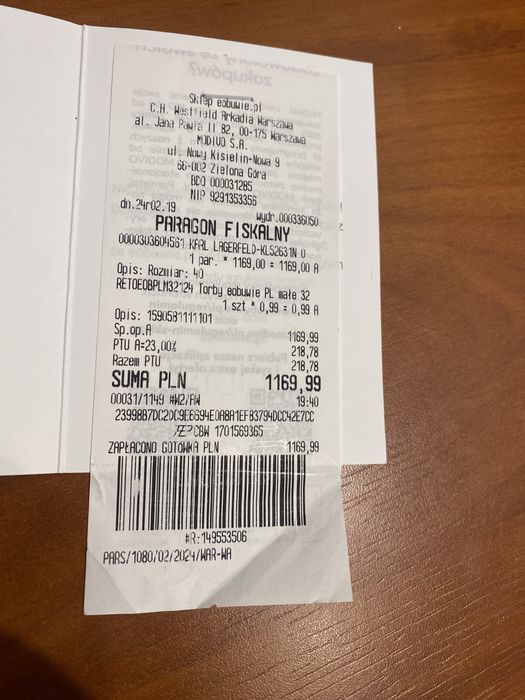 Sklep eobuwie.pl
C.H. Westfield Arkadia Warszawa
al. Jana Pawła II 82, 00-175 Warszawa
MODIVO S.A.
ul. Nowy Kisielin-Nowa 9
66-002 Zielona Góra
BDO 000031285
NIP 9291353356
dn.24r02.19 wydr.000336050
PARAGON FISKALNY
0000303604561 KARL LAGERFELD-KL52631N 0
1 par. * 1169,00 = 1169,00 A
Opis: Rozmiar: 40
RETOEOBPLM32124 Torby eobuwie PL małe 32
1 szt * 0,99 = 0,99 A
Opis: 1590581111101
Sp.op.A 1169,99
PTU A=23,00% 218,78
Razem PTU 218,78
SUMA PLN 1169,99
00031/1149 #W2/AW 19:40
CBW 1701569365
ZAPŁACONO GOTÓWKA PLN 1169,99
#R:149553506
PARS/1080/02/2024/WAR-WA